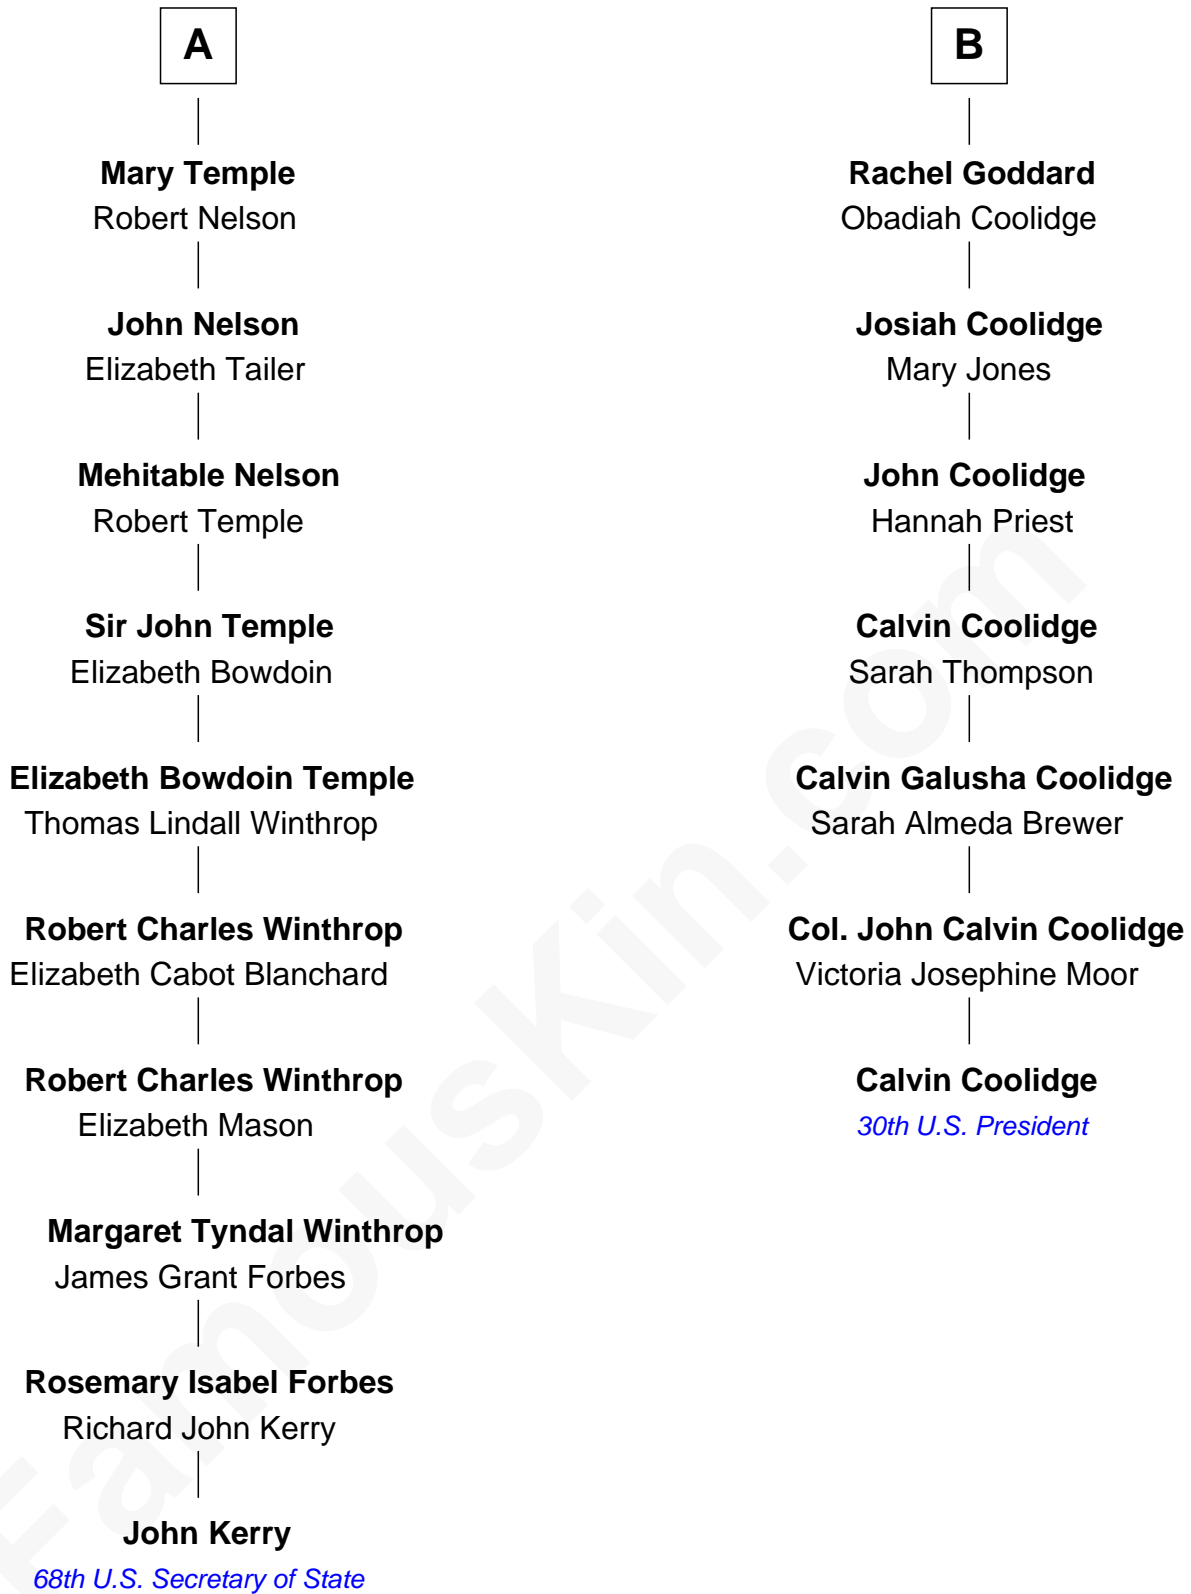 A
Mary Temple
Robert Nelson
John Nelson
Elizabeth Tailer
Mehitable Nelson
Robert Temple
Sir John Temple
Elizabeth Bowdoin
Elizabeth Bowdoin Temple
Thomas Lindall Winthrop
Robert Charles Winthrop
Elizabeth Cabot Blanchard
Robert Charles Winthrop
Elizabeth Mason
Margaret Tyndal Winthrop
James Grant Forbes
Rosemary Isabel Forbes
Richard John Kerry
John Kerry
68th U.S. Secretary of State
B
Rachel Goddard
Obadiah Coolidge
Josiah Coolidge
Mary Jones
John Coolidge
Hannah Priest
Calvin Coolidge
Sarah Thompson
Calvin Galusha Coolidge
Sarah Almeda Brewer
Col. John Calvin Coolidge
Victoria Josephine Moor
Calvin Coolidge
30th U.S. President
FamousKin.com